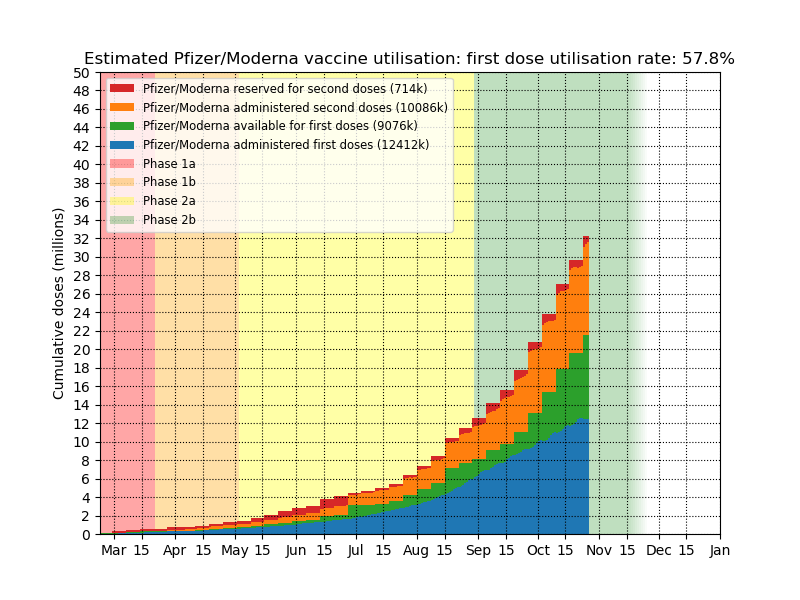 Estimated Pfizer/Moderna vaccine utilisation: first dose utilisation rate: 57.8%
Cumulative doses (millions)
50
48
46
44
42
40
38
36
34
32
30
28
26
24
22
20
18
16
14
12
10
8
6
4
2
0
Pfizer/Moderna reserved for second doses (714k)
Pfizer/Moderna administered second doses (10086k)
Pfizer/Moderna available for first doses (9076k)
Pfizer/Moderna administered first doses (12412k)
Phase 1a
Phase 1b
Phase 2a
Phase 2b
Mar 15 Apr 15 May 15 Jun 15 Jul 15 Aug 15 Sep 15 Oct 15 Nov 15 Dec 15 Jan